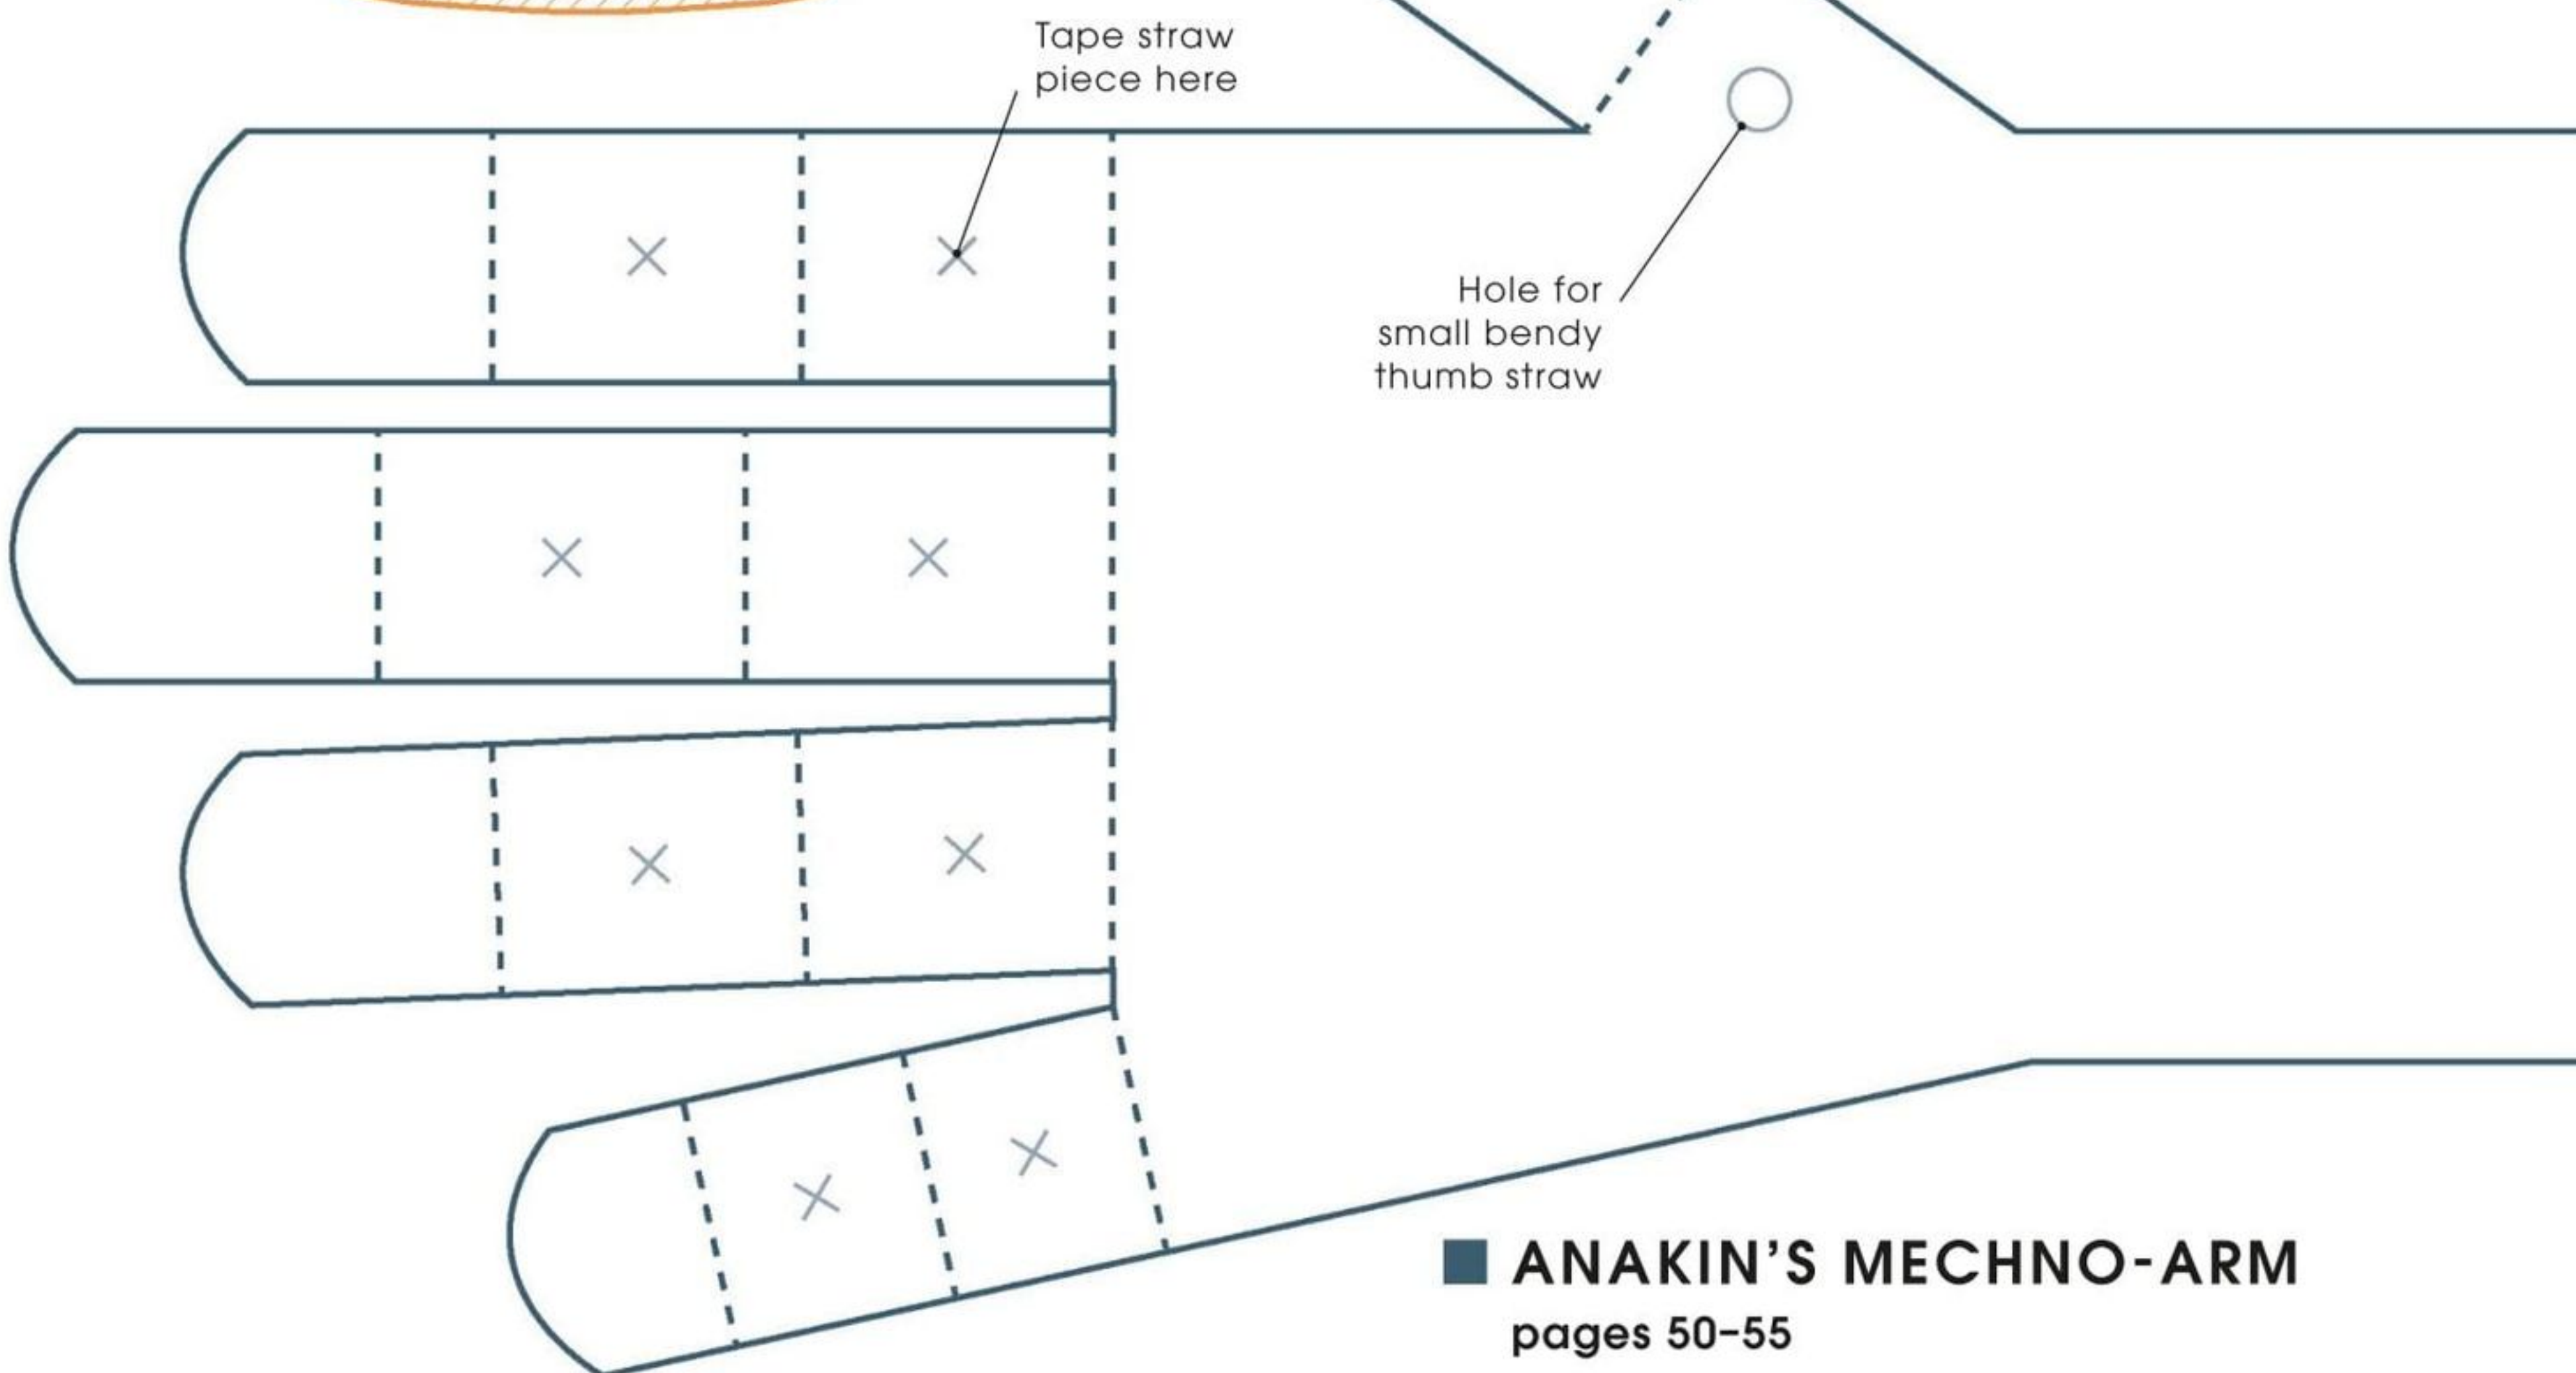 Tape straw
piece here
Hole for
small bendy
thumb straw
ANAKIN’S MECHNO-ARM
pages 50–55